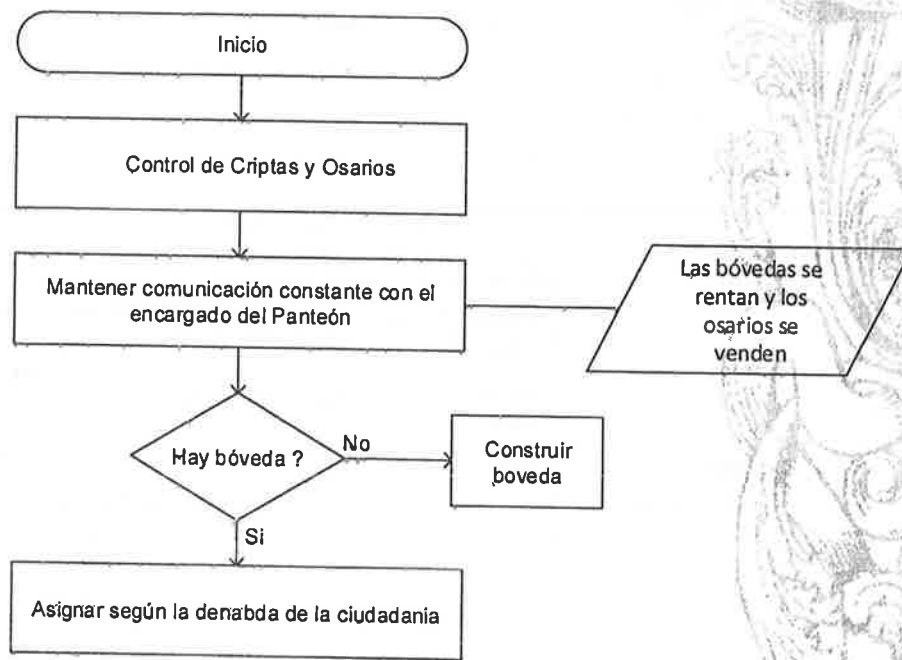 Inicio
Control de Criptas y Osarios
Mantener comunicación constante con el
encargado del Panteón
Las bóvedas se
rentan y los
osarios se
venden
Hay bóveda ?
No
Construir
boveda
Si
Asignar según la denabda de la ciudadania